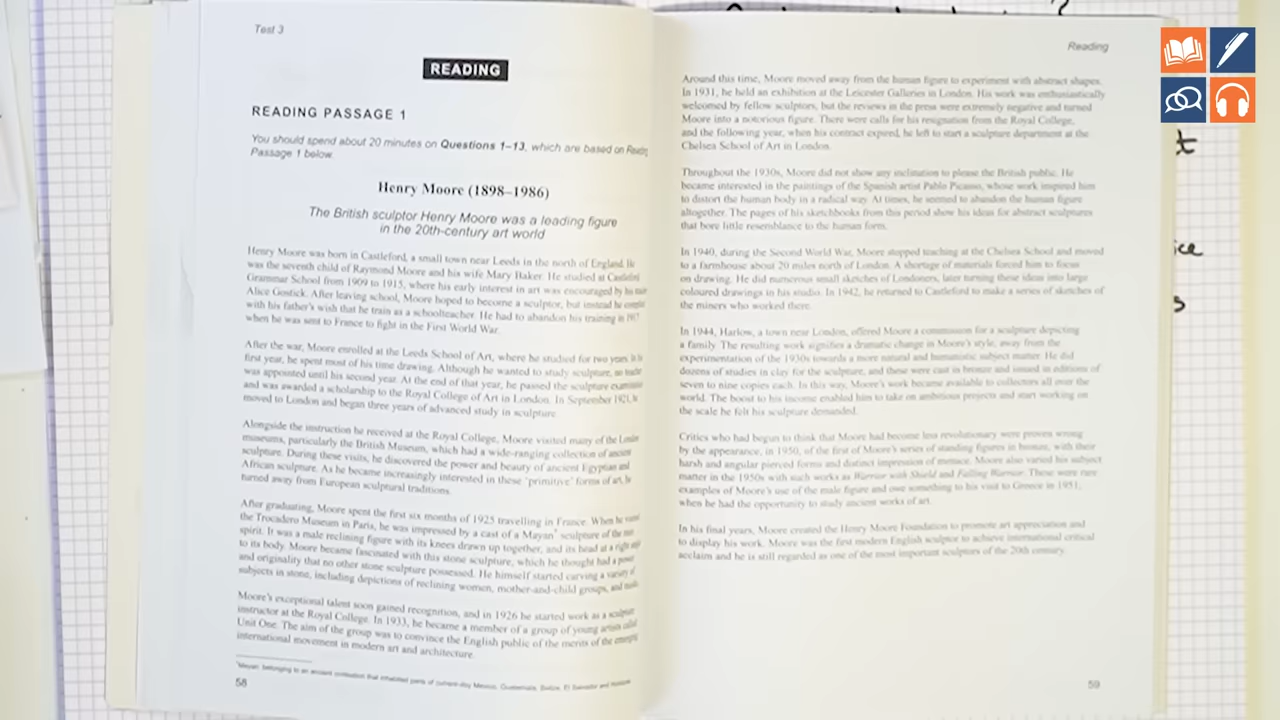 Test 3
READING
READING PASSAGE 1
You should spend about 20 minutes on Questions 1–13, which are based on Reading
Passage 1 below.
Henry Moore (1898–1986)
The British sculptor Henry Moore was a leading figure
in the 20th-century art world
Henry Moore was born in Castleford, a small town near Leeds in the north of England. He
was the seventh child of Raymond Moore and his wife Mary Baker. He studied at Castleford
Grammar School from 1909 to 1915, where his early interest in art was encouraged by his
Alice Gostick. After leaving school, Moore hoped to become a sculptor, but instead he
with his father's wish that he train as a schoolteacher. He had to abandon his training in 1917
when he was sent to France to fight in the First World War.
After the war, Moore enrolled at the Leeds School of Art, where he studied for two years. In
first year, he spent most of his time drawing. Although he wanted to study sculpture, no
was appointed until his second year. At the end of that year, he passed the sculpture
and was awarded a scholarship to the Royal College of Art in London. In September 1921, he
moved to London and began three years of advanced study in sculpture.
Alongside the instruction he received at the Royal College, Moore visited many of the London
museums, particularly the British Museum, which had a wide-ranging collection of ancient
sculpture. During these visits, he discovered the power and beauty of ancient Egyptian and
African sculpture. As he became increasingly interested in these 'primitive' forms of art, he
turned away from European sculptural traditions.
After graduating, Moore spent the first six months of 1925 travelling in France. When he
the Trocadero Museum in Paris, he was impressed by a cast of a Mayan* sculpture of the rain
spirit. It was a male reclining figure with its knees drawn up together, and its head at a right
to its body. Moore became fascinated with this stone sculpture, which he thought had a power
and originality that no other stone sculpture possessed. He himself started carving a variety of
subjects in stone, including depictions of reclining women, mother-and-child groups, and
Moore's exceptional talent soon gained recognition, and in 1926 he started work as a sculpture
instructor at the Royal College. In 1933, he became a member of a group of young artists called
Unit One. The aim of the group was to convince the English public of the merits of the emerging
international movement in modern art and architecture.
*Mayan: belonging to an ancient civilisation that inhabited parts of current-day Mexico, Guatemala, Belize, El Salvador and
58
Reading
Around this time, Moore moved away from the human figure to experiment with abstract shapes.
In 1931, he held an exhibition at the Leicester Galleries in London. His work was enthusiastically
welcomed by fellow sculptors, but the reviews in the press were extremely negative and turned
Moore into a notorious figure. There were calls for his resignation from the Royal College,
and the following year, when his contract expired, he left to start a sculpture department at the
Chelsea School of Art in London.
Throughout the 1930s, Moore did not show any inclination to please the British public. He
became interested in the paintings of the Spanish artist Pablo Picasso, whose work inspired him
to distort the human body in a radical way. At times, he seemed to abandon the human figure
altogether. The pages of his sketchbooks from this period show his ideas for abstract sculptures
that bore little resemblance to the human form.
In 1940, during the Second World War, Moore stopped teaching at the Chelsea School and moved
to a farmhouse about 20 miles north of London. A shortage of materials forced him to focus
on drawing. He did numerous small sketches of Londoners, later turning these ideas into large
coloured drawings in his studio. In 1942, he returned to Castleford to make a series of sketches of
the miners who worked there.
In 1944, Harlow, a town near London, offered Moore a commission for a sculpture depicting
a family. The resulting work signifies a dramatic change in Moore's style, away from the
experimentation of the 1930s towards a more natural and humanistic subject matter. He did
dozens of studies in clay for the sculpture, and these were cast in bronze and issued in editions of
seven to nine copies each. In this way, Moore's work became available to collectors all over the
world. The boost to his income enabled him to take on ambitious projects and start working on
the scale he felt his sculpture demanded.
Critics who had begun to think that Moore had become less revolutionary were proven wrong
by the appearance, in 1950, of the first of Moore's series of standing figures in bronze, with their
harsh and angular pierced forms and distinct impression of menace. Moore also varied his subject
matter in the 1950s with such works as Warrior with Shield and Falling Warrior. These were rare
examples of Moore's use of the male figure and owe something to his visit to Greece in 1951,
when he had the opportunity to study ancient works of art.
In his final years, Moore created the Henry Moore Foundation to promote art appreciation and
to display his work. Moore was the first modern English sculptor to achieve international critical
acclaim and he is still regarded as one of the most important sculptors of the 20th century.
59